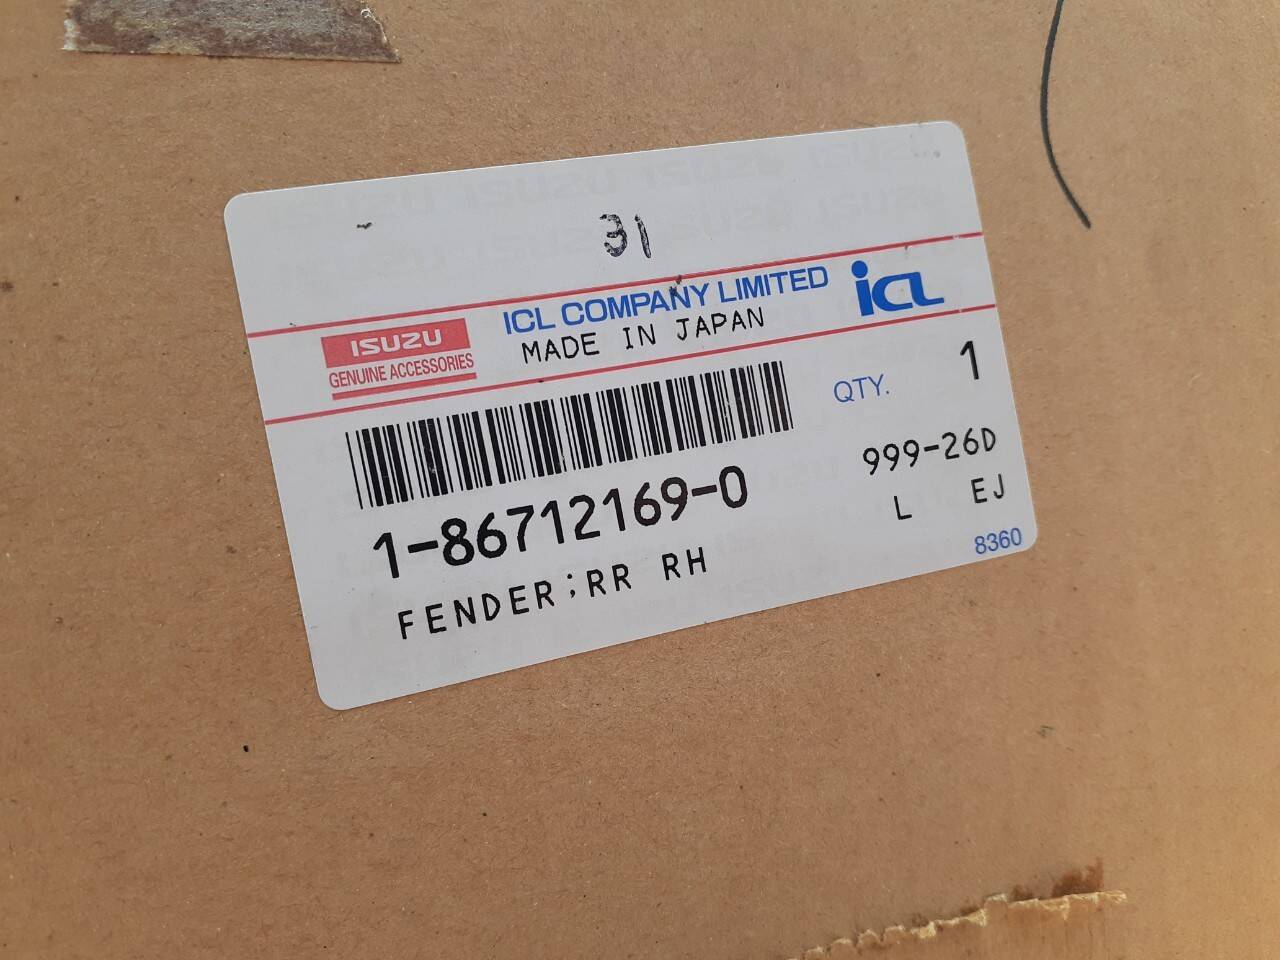 31
ICL COMPANY LIMITED
icl
ISUZU
MADE IN JAPAN
GENUINE ACCESSORIES
QTY. 1
1-86712169-0
999-26D
L EJ
FENDER;RR RH
8360